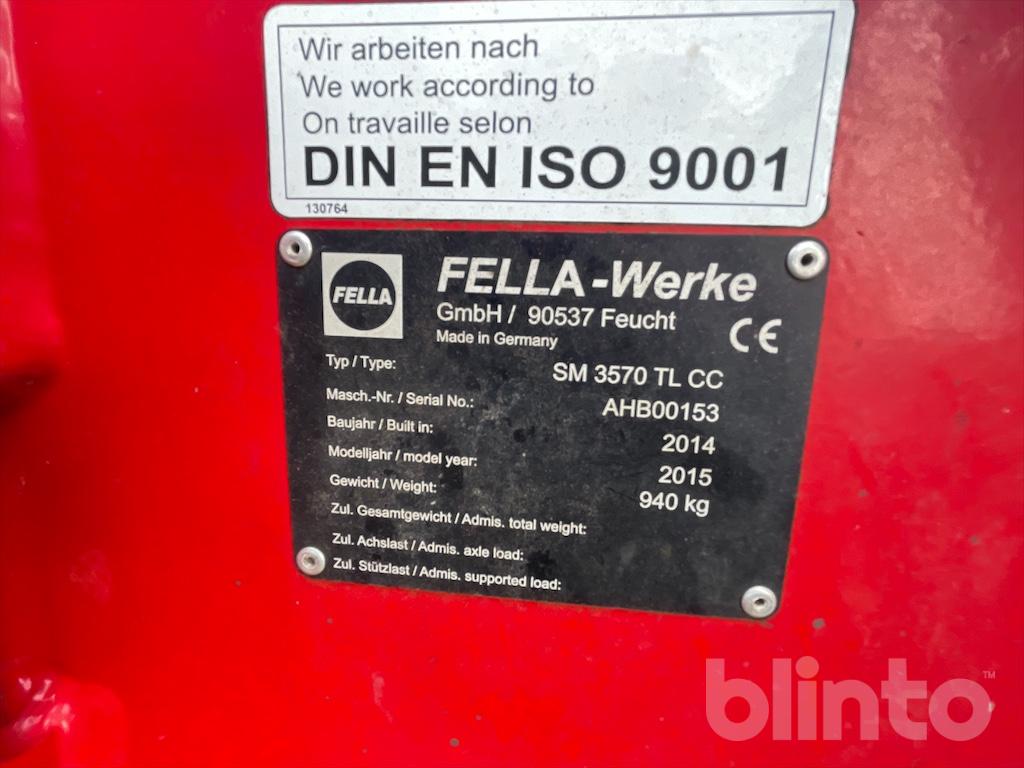 Wir arbeiten nach
We work according to
On travaille selon
DIN EN ISO 9001
130764
FELLA
FELLA-Werke
GmbH / 90537 Feucht
Made in Germany
CE
Typ / Type: SM 3570 TL CC
Masch.-Nr. / Serial No.: AHB00153
Baujahr / Built in: 2014
Modelljahr / model year: 2015
Gewicht / Weight: 940 kg
Zul. Gesamtgewicht / Admis. total weight:
Zul. Achslast / Admis. axle load:
Zul. Stützlast / Admis. supported load:
blinto™